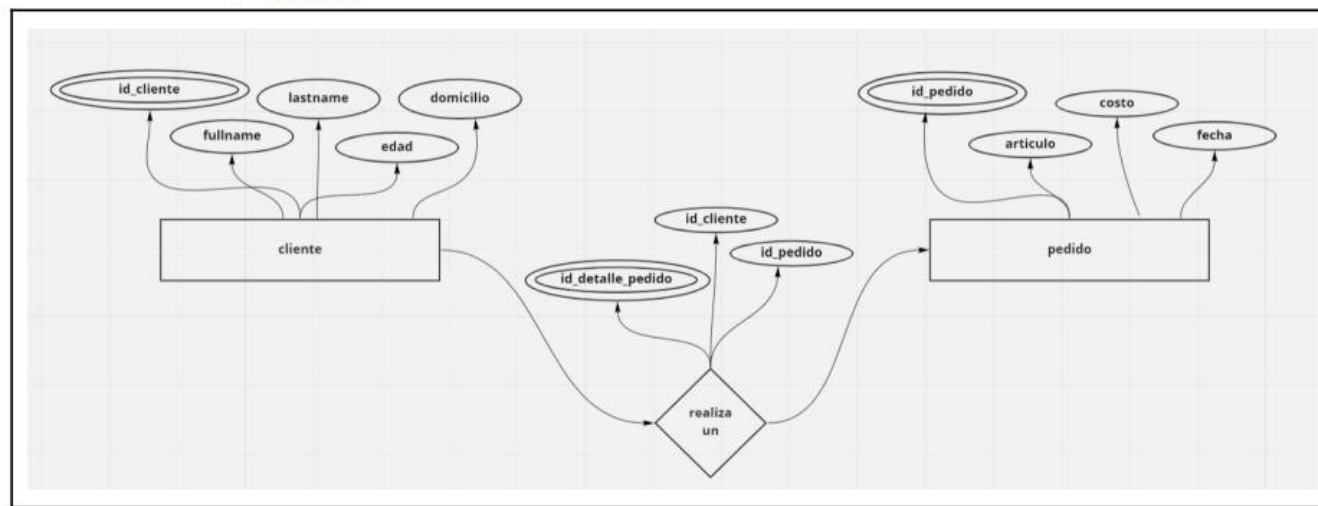 id_cliente
lastname
domicilio
fullname
edad
cliente
id_cliente
id_pedido
id_detalle_pedido
realiza
un
id_pedido
costo
articulo
fecha
pedido